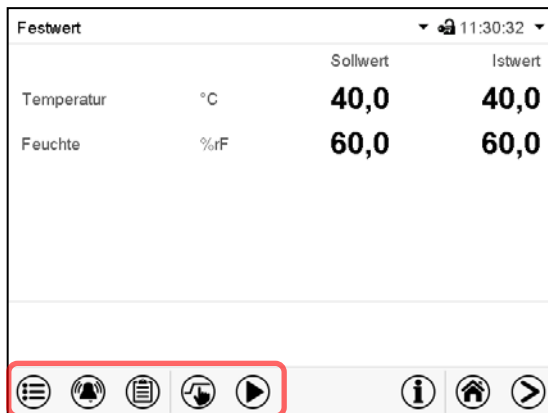 Festwert 11:30:32
Sollwert Istwert
Temperatur °C 40,0 40,0
Feuchte %rF 60,0 60,0